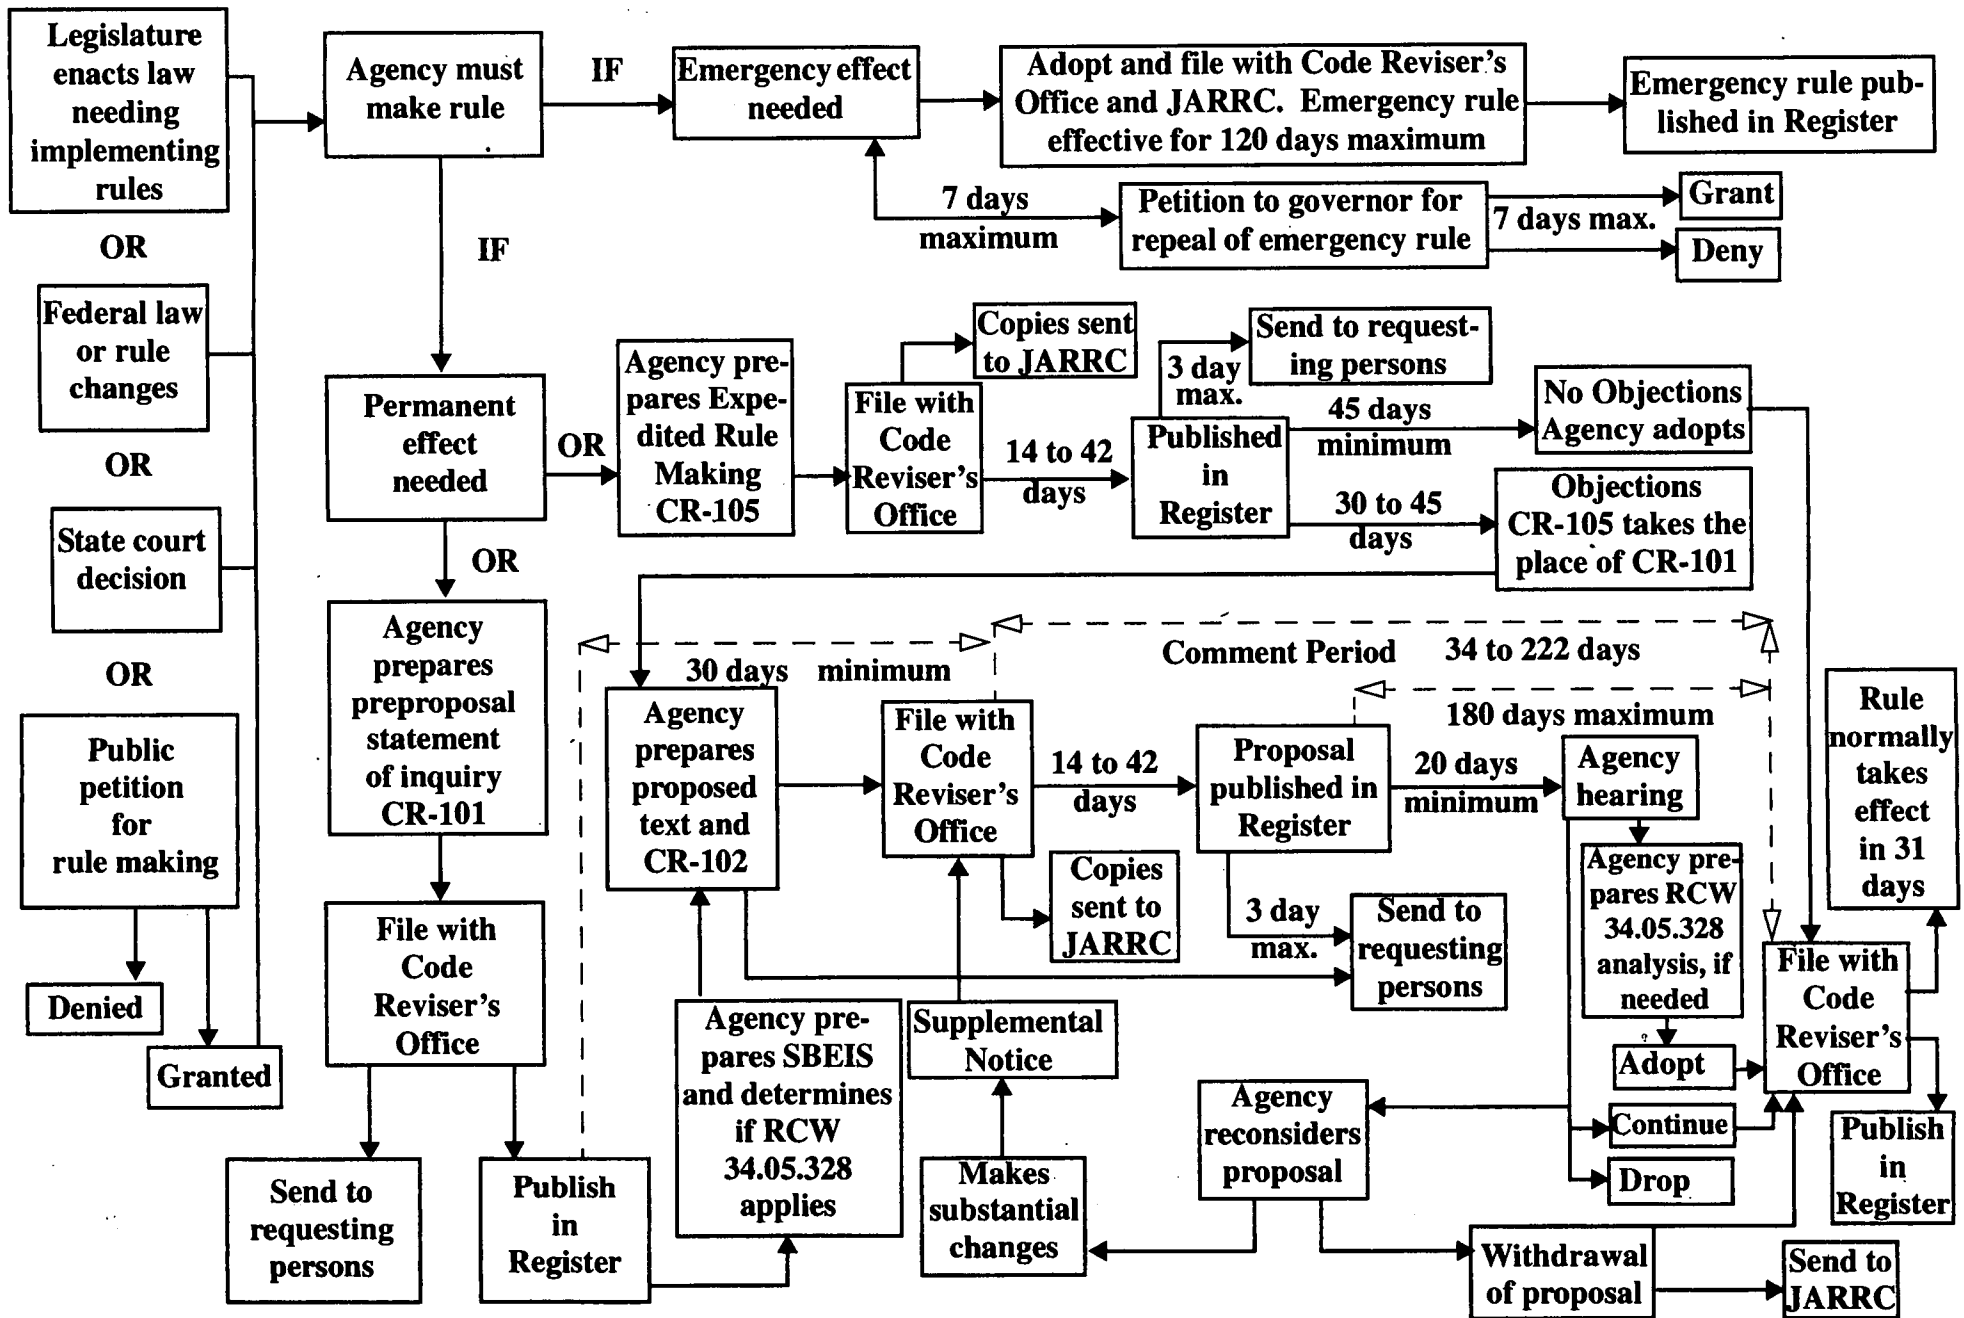 Legislature
enacts law
needing
implementing
rules
OR
Federal law
or rule
changes
OR
State court
decision
OR
Public
petition
for
rule making
Denied
Granted
Agency must
make rule
IF
Emergency effect
needed
Adopt and file with Code Reviser's
Office and JARRC. Emergency rule
effective for 120 days maximum
Emergency rule pub-
lished in Register
7 days
maximum
Petition to governor for
repeal of emergency rule
7 days max.
Grant
Deny
IF
Permanent
effect
needed
OR
Agency pre-
pares Expe-
dited Rule
Making
CR-105
File with
Code
Reviser's
Office
Copies sent
to JARRC
14 to 42
days
Published
in
Register
3 day
max.
Send to request-
ing persons
45 days
minimum
No Objections
Agency adopts
30 to 45
days
Objections
CR-105 takes the
place of CR-101
OR
Agency
prepares
preproposal
statement
of inquiry
CR-101
File with
Code
Reviser's
Office
Send to
requesting
persons
Publish
in
Register
30 days minimum
Agency
prepares
proposed
text and
CR-102
Agency pre-
pares SBEIS
and determines
if RCW
34.05.328
applies
File with
Code
Reviser's
Office
Copies
sent to
JARRC
Supplemental
Notice
Makes
substantial
changes
Comment Period 34 to 222 days
180 days maximum
14 to 42
days
Proposal
published in
Register
3 day
max.
Send to
requesting
persons
20 days
minimum
Agency
hearing
Agency pre-
pares RCW
34.05.328
analysis, if
needed
Adopt
Continue
Drop
Agency
reconsiders
proposal
Withdrawal
of proposal
Send to
JARRC
File with
Code
Reviser's
Office
Rule
normally
takes
effect
in 31
days
Publish
in
Register